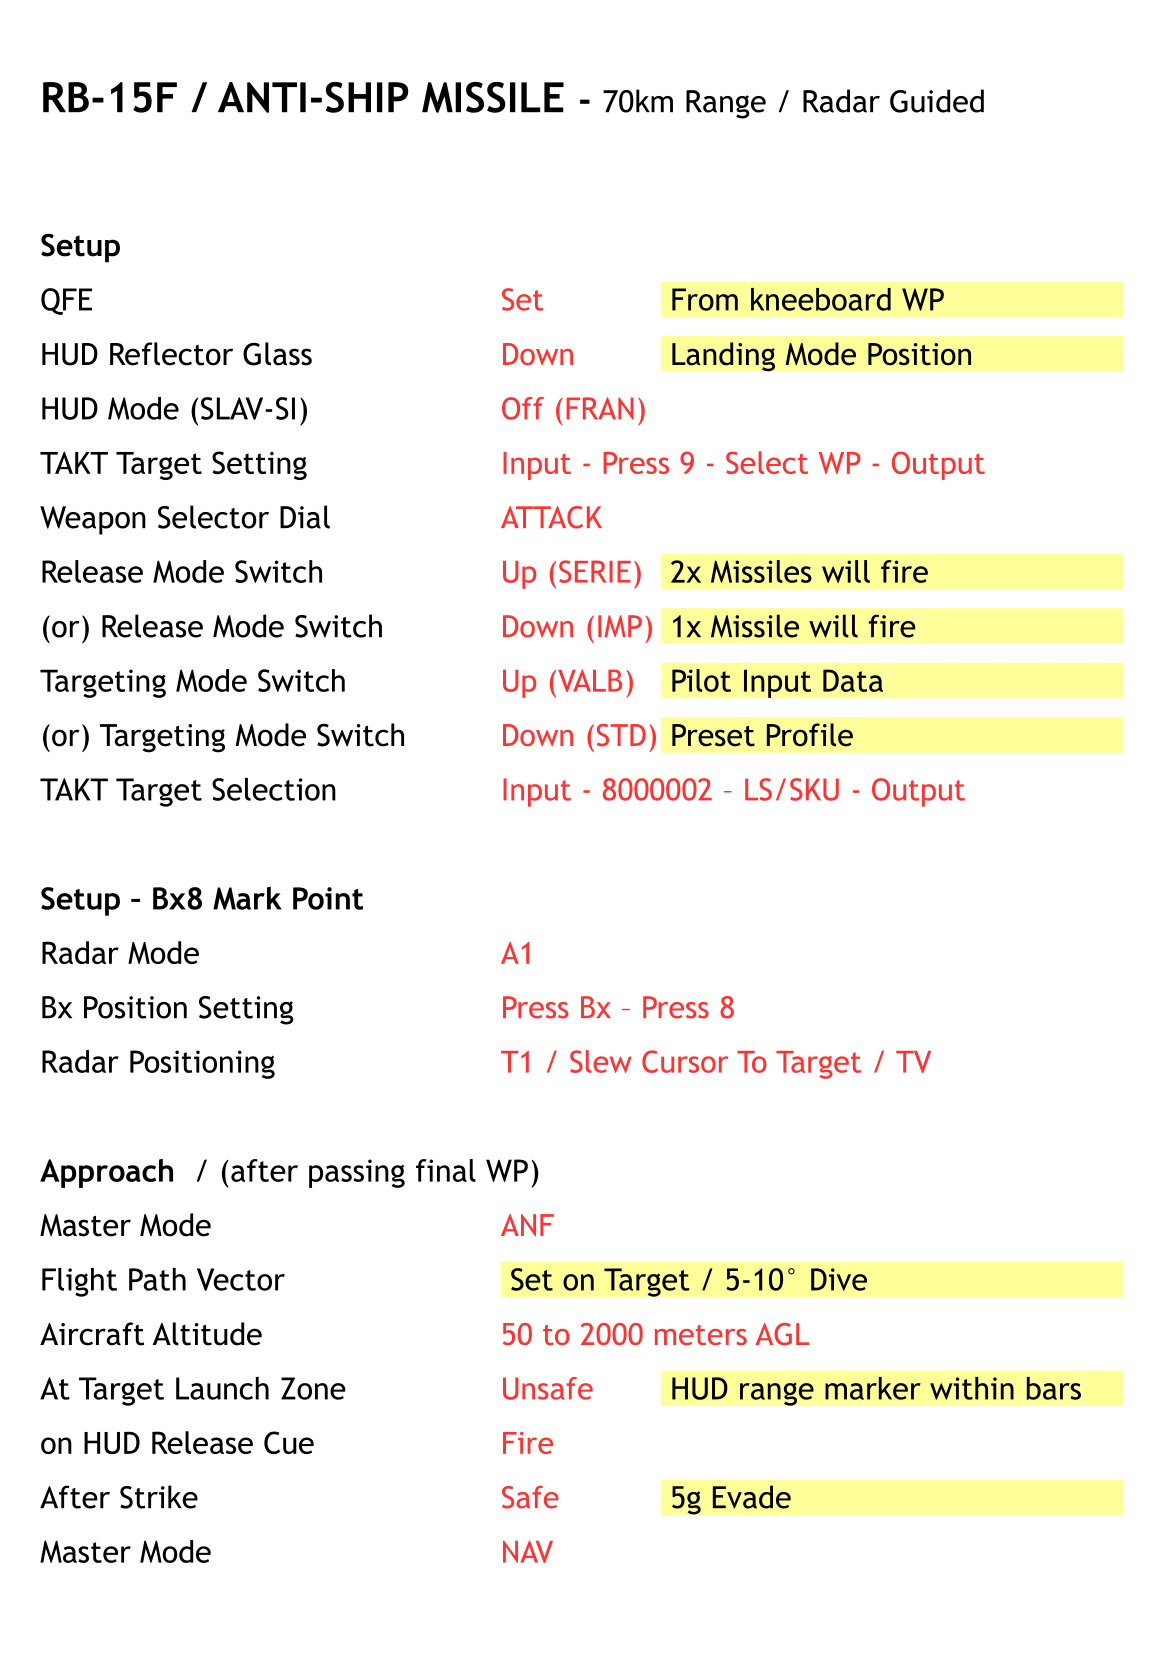 RB-15F / ANTI-SHIP MISSILE - 70km Range / Radar Guided
Setup
QFE Set From kneeboard WP
HUD Reflector Glass Down Landing Mode Position
HUD Mode (SLAV-SI) Off (FRAN)
TAKT Target Setting Input - Press 9 - Select WP - Output
Weapon Selector Dial ATTACK
Release Mode Switch Up (SERIE) 2x Missiles will fire
(or) Release Mode Switch Down (IMP) 1x Missile will fire
Targeting Mode Switch Up (VALB) Pilot Input Data
(or) Targeting Mode Switch Down (STD) Preset Profile
TAKT Target Selection Input - 8000002 – LS/SKU - Output
Setup – Bx8 Mark Point
Radar Mode A1
Bx Position Setting Press Bx – Press 8
Radar Positioning T1 / Slew Cursor To Target / TV
Approach / (after passing final WP)
Master Mode ANF
Flight Path Vector Set on Target / 5-10° Dive
Aircraft Altitude 50 to 2000 meters AGL
At Target Launch Zone Unsafe HUD range marker within bars
on HUD Release Cue Fire
After Strike Safe 5g Evade
Master Mode NAV